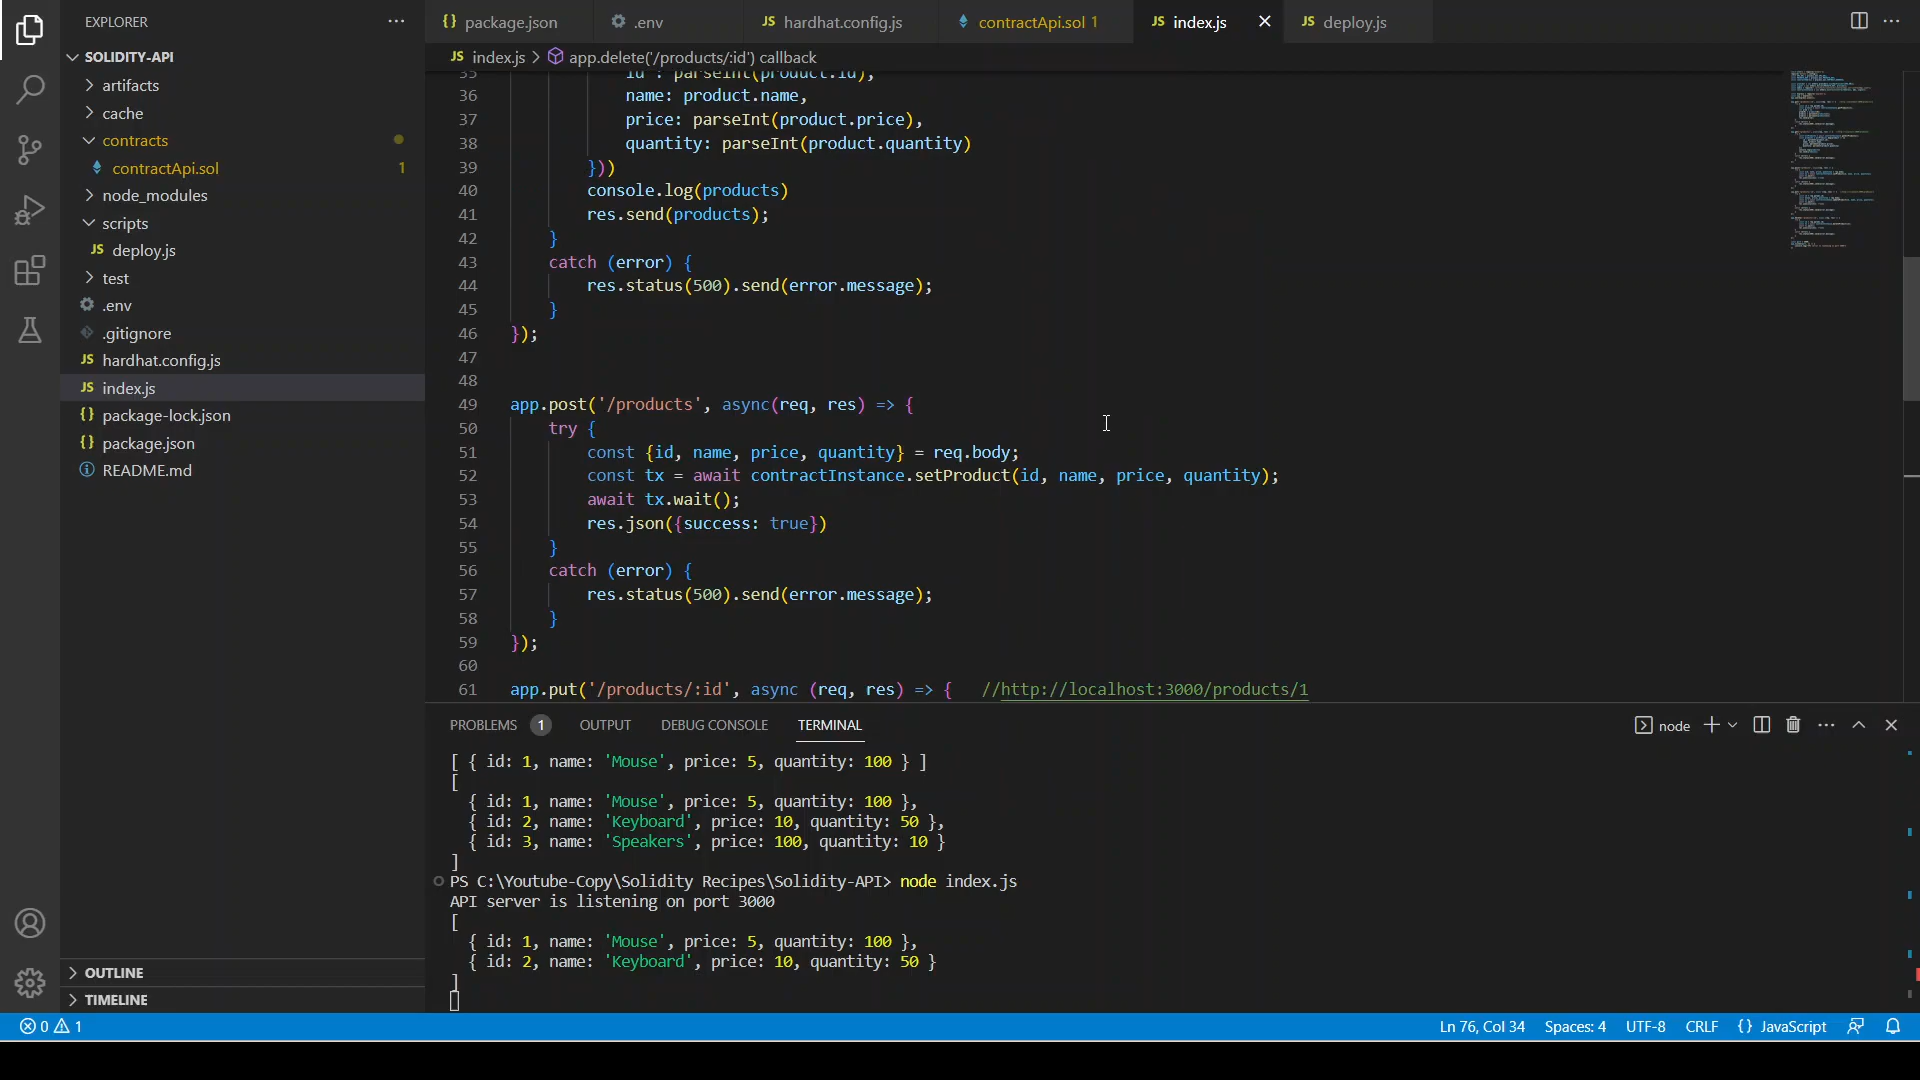 EXPLORER
SOLIDITY-API
artifacts
cache
contracts
contractApi.sol 1
node_modules
scripts
JS deploy.js
test
.env
.gitignore
JS hardhat.config.js
JS index.js
{} package-lock.json
{} package.json
README.md
OUTLINE
TIMELINE
{} package.json .env JS hardhat.config.js contractApi.sol 1 JS index.js JS deploy.js
JS index.js > app.delete('/products/:id') callback
35 id : parseInt(product.id),
36 name: product.name,
37 price: parseInt(product.price),
38 quantity: parseInt(product.quantity)
39 }))
40 console.log(products)
41 res.send(products);
42 }
43 catch (error) {
44 res.status(500).send(error.message);
45 }
46 });
47
48
49 app.post('/products', async(req, res) => {
50 try {
51 const {id, name, price, quantity} = req.body;
52 const tx = await contractInstance.setProduct(id, name, price, quantity);
53 await tx.wait();
54 res.json({success: true})
55 }
56 catch (error) {
57 res.status(500).send(error.message);
58 }
59 });
60
61 app.put('/products/:id', async (req, res) => { //http://localhost:3000/products/1
PROBLEMS 1 OUTPUT DEBUG CONSOLE TERMINAL node
[ { id: 1, name: 'Mouse', price: 5, quantity: 100 } ]
[
{ id: 1, name: 'Mouse', price: 5, quantity: 100 },
{ id: 2, name: 'Keyboard', price: 10, quantity: 50 },
{ id: 3, name: 'Speakers', price: 100, quantity: 10 }
]
PS C:\Youtube-Copy\Solidity Recipes\Solidity-API> node index.js
API server is listening on port 3000
[
{ id: 1, name: 'Mouse', price: 5, quantity: 100 },
{ id: 2, name: 'Keyboard', price: 10, quantity: 50 }
]
0 1 Ln 76, Col 34 Spaces: 4 UTF-8 CRLF {} JavaScript